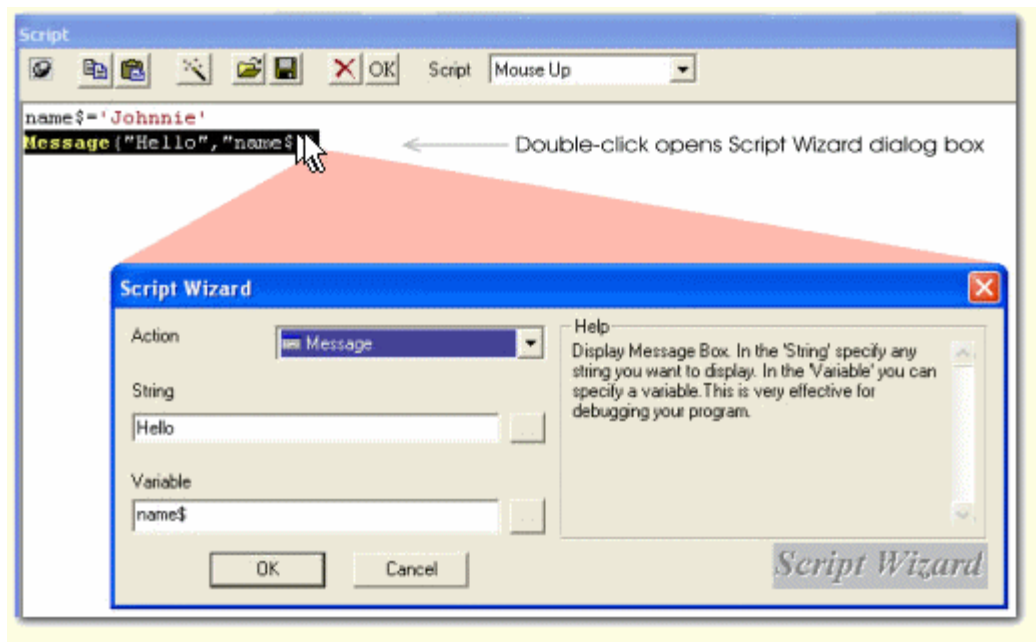 Script
OK Script Mouse Up
name$='Johnnie'
Message("Hello","name$
Double-click opens Script Wizard dialog box
Script Wizard
Action
Message
String
Hello
Variable
name$
OK Cancel
Help
Display Message Box. In the 'String' specify any
string you want to display. In the 'Variable' you can
specify a variable.This is very effective for
debugging your program.
Script Wizard